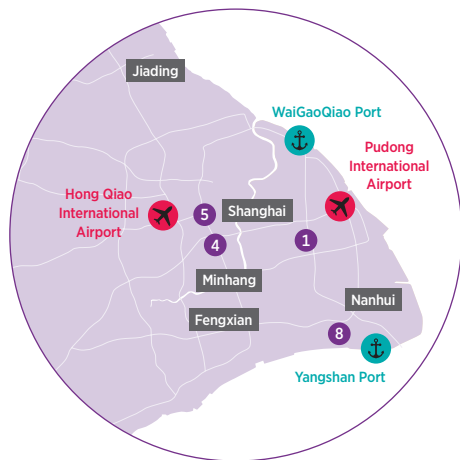 Jiading
WaiGaoQiao Port
Pudong
International
Airport
Hong Qiao
International
Airport
5
Shanghai
4
1
Minhang
Nanhui
Fengxian
8
Yangshan Port